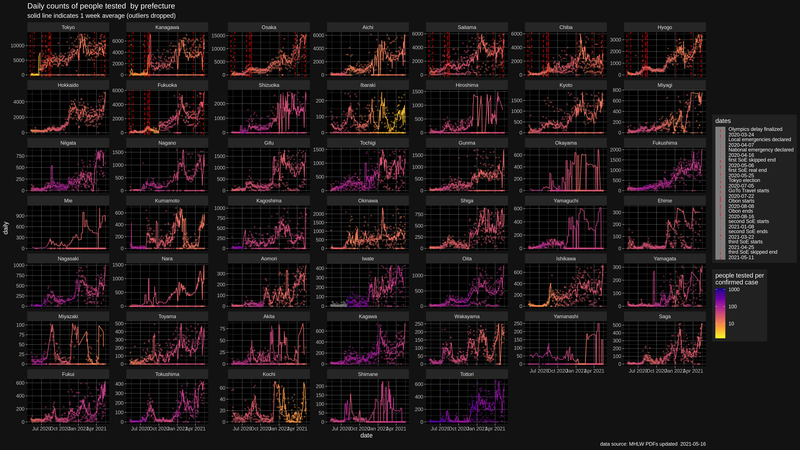 Daily counts of people tested by prefecture
solid line indicates 1 week average (outliers dropped)
Tokyo
Kanagawa
Osaka
Aichi
Saitama
Chiba
Hyogo
Hokkaido
Fukuoka
Shizuoka
Ibaraki
Hiroshima
Kyoto
Miyagi
Niigata
Nagano
Gifu
Tochigi
Gunma
Okayama
Fukushima
Mie
Kumamoto
Kagoshima
Okinawa
Shiga
Yamaguchi
Ehime
Nagasaki
Nara
Aomori
Iwate
Oita
Ishikawa
Yamagata
Miyazaki
Toyama
Akita
Kagawa
Wakayama
Yamanashi
Saga
Fukui
Tokushima
Kochi
Shimane
Tottori
daily
date
Jul 2020 Oct 2020 Jan 2021 Apr 2021
dates
Olympics delay finalized
2020-03-24
Local emergencies declared
2020-04-07
National emergency declared
2020-04-16
first SoE skipped end
2020-05-06
first SoE real end
2020-05-25
Tokyo election
2020-07-05
GoTo Travel starts
2020-07-22
Obon starts
2020-08-08
Obon ends
2020-08-16
second SoE starts
2021-01-08
second SoE ends
2021-03-22
third SoE starts
2021-04-25
third SoE skipped end
2021-05-11
people tested per
confirmed case
1000
100
10
data source: MHLW PDFs updated 2021-05-16